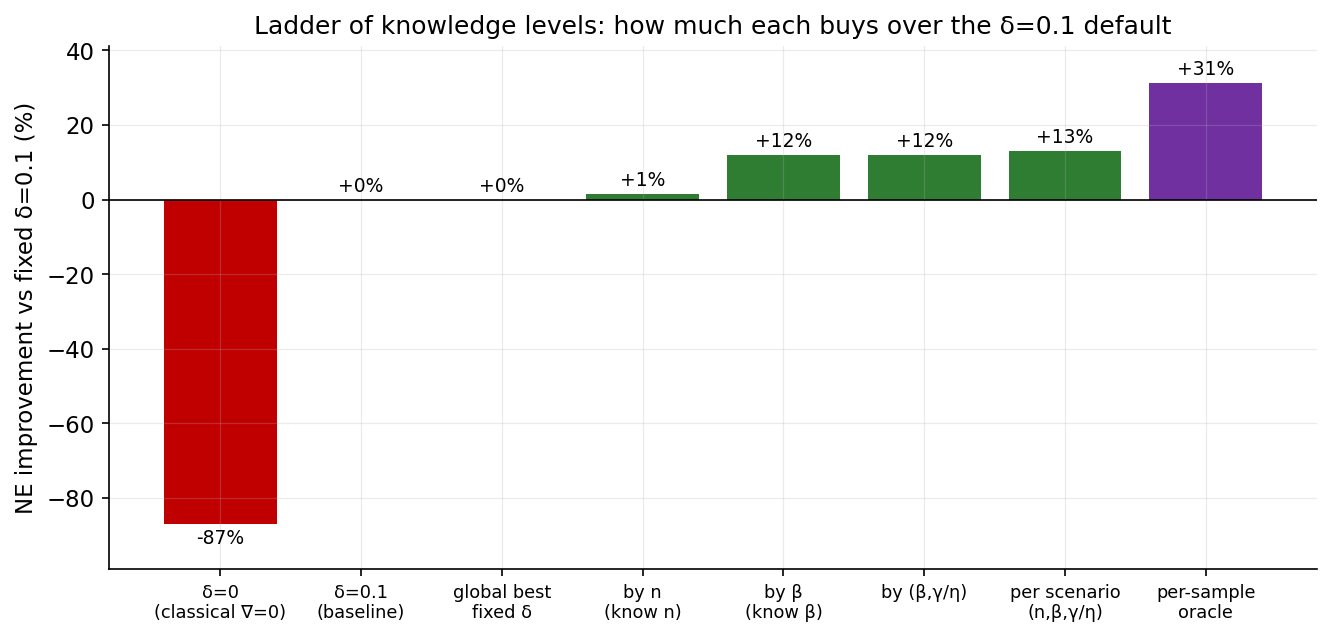 Ladder of knowledge levels: how much each buys over the δ=0.1 default
NE improvement vs fixed δ=0.1 (%)
40
20
0
−20
−40
−60
−80
-87%
+0%
+0%
+1%
+12%
+12%
+13%
+31%
δ=0
(classical ∇=0)
δ=0.1
(baseline)
global best
fixed δ
by n
(know n)
by β
(know β)
by (β,γ/η)
per scenario
(n,β,γ/η)
per-sample
oracle